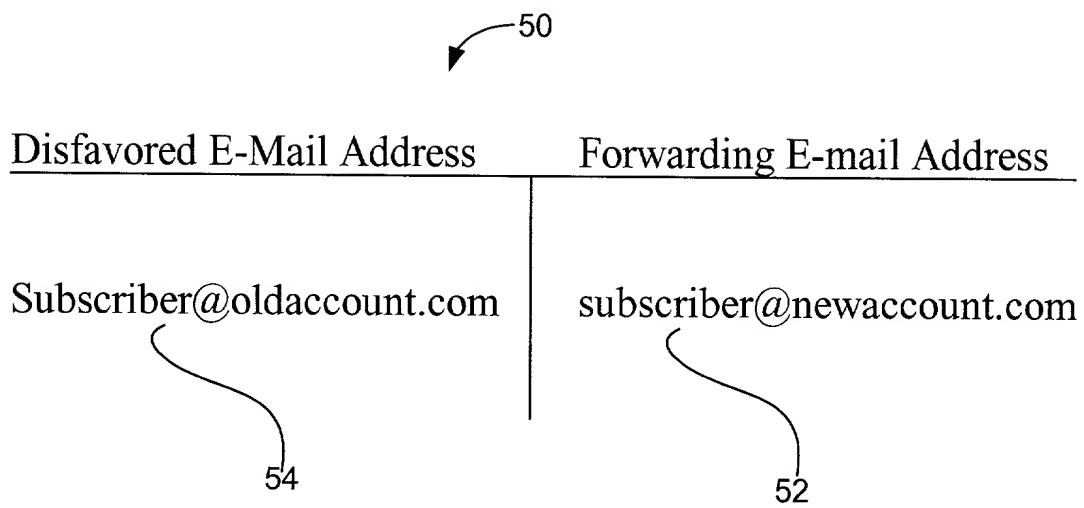 50
Disfavored E-Mail Address
Forwarding E-mail Address
Subscriber@oldaccount.com
subscriber@newaccount.com
54
52